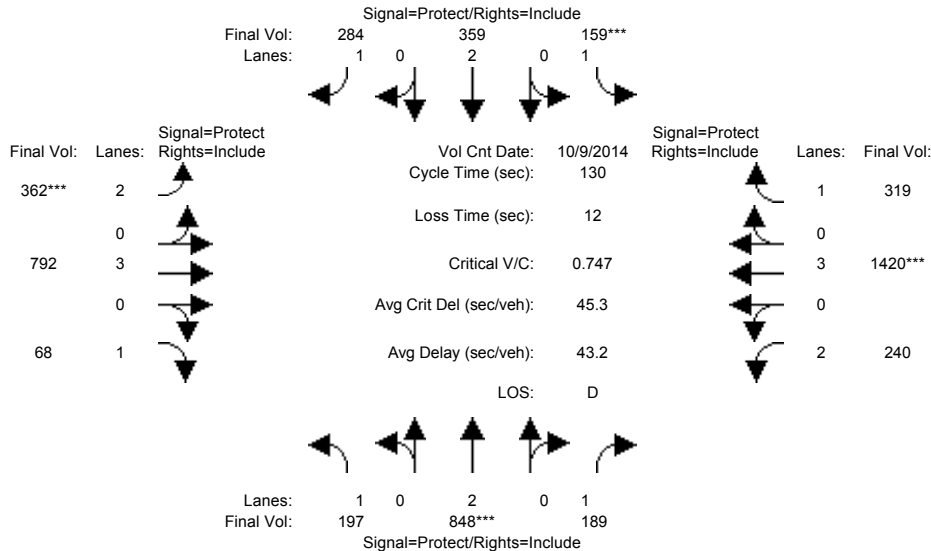 Signal=Protect/Rights=Include
Final Vol: 284 359 159***
Lanes: 1 0 2 0 1
Signal=Protect Signal=Protect
Final Vol: Lanes: Rights=Include Vol Cnt Date: 10/9/2014 Rights=Include Lanes: Final Vol:
Cycle Time (sec): 130
362*** 2 1 319
Loss Time (sec): 12
0 0
792 3 Critical V/C: 0.747 3 1420***
0 Avg Crit Del (sec/veh): 45.3 0
68 1 Avg Delay (sec/veh): 43.2 2 240
LOS: D
Lanes: 1 0 2 0 1
Final Vol: 197 848*** 189
Signal=Protect/Rights=Include